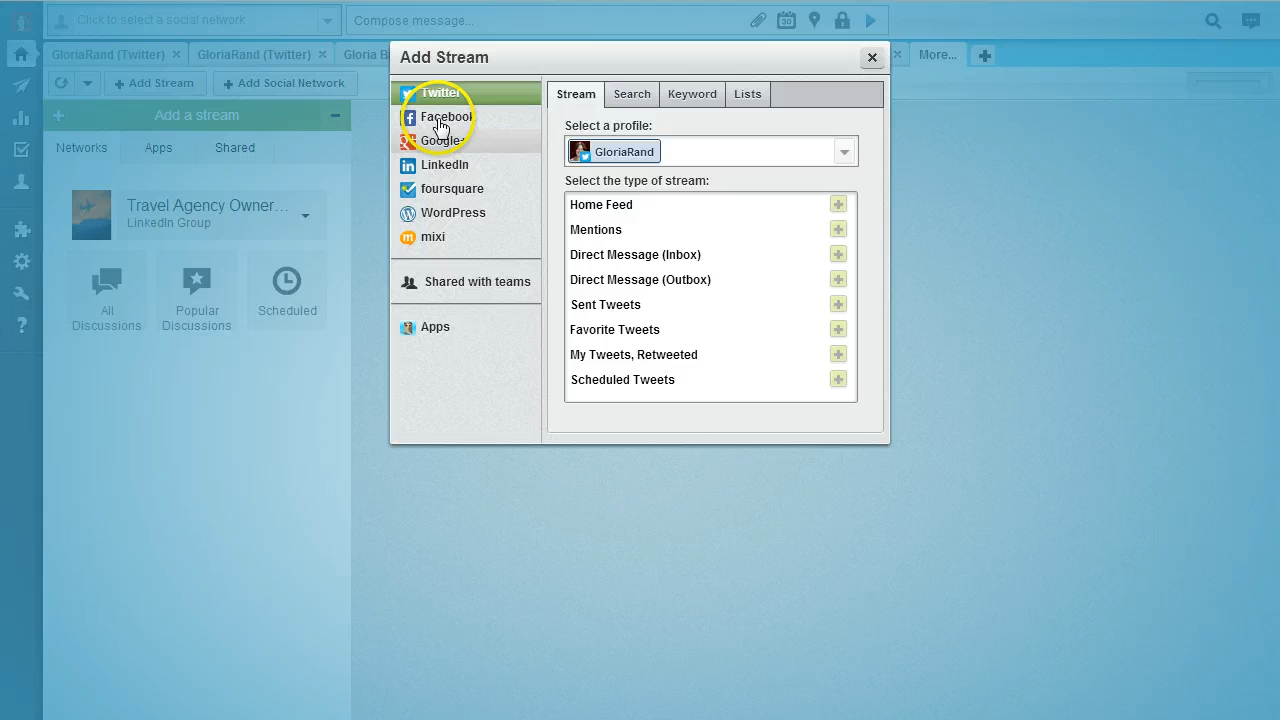 Click to select a social network
Compose message...
30
GloriaRand (Twitter)
GloriaRand (Twitter)
More...
Add Stream
Add Social Network
Add a stream
Networks
Apps
Shared
Travel Agency Owner...
LinkedIn Group
All Discussions
Popular Discussions
Scheduled
Add Stream
Twitter
Facebook
Google+
LinkedIn
foursquare
WordPress
mixi
Shared with teams
Apps
Stream
Search
Keyword
Lists
Select a profile:
GloriaRand
Select the type of stream:
Home Feed
Mentions
Direct Message (Inbox)
Direct Message (Outbox)
Sent Tweets
Favorite Tweets
My Tweets, Retweeted
Scheduled Tweets